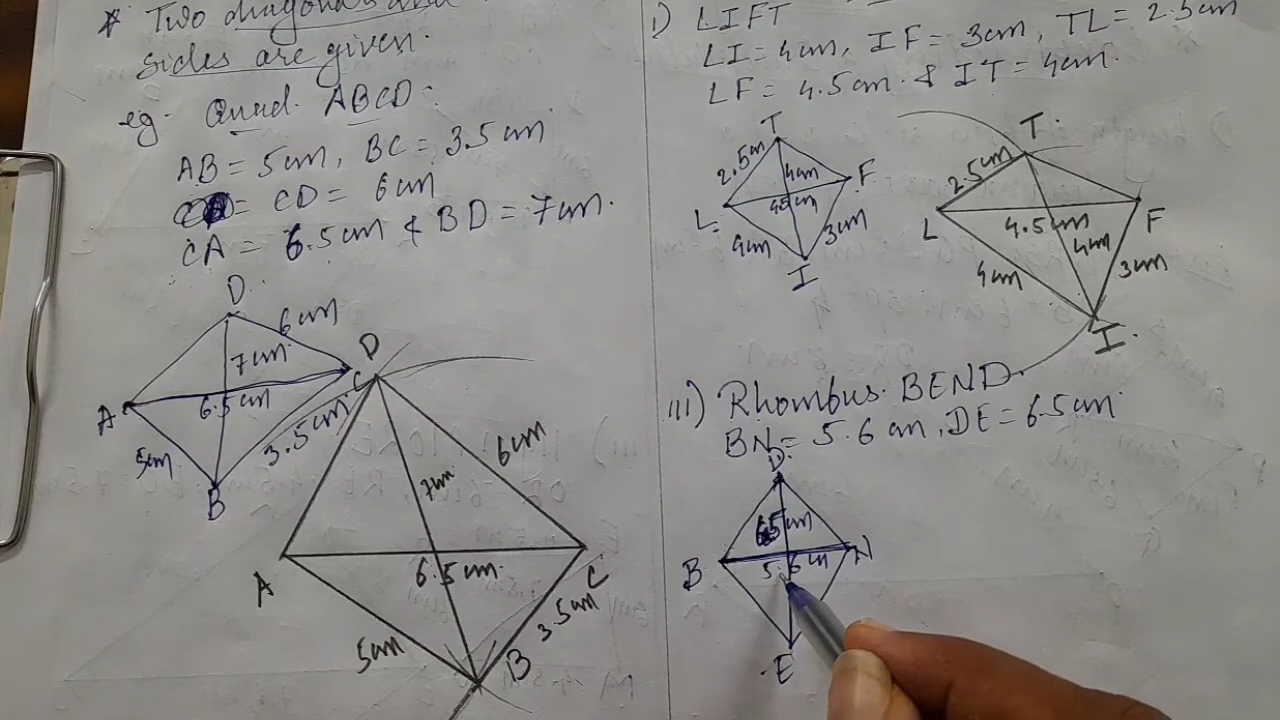 * Two diagonals and
sides are given.
eg. Quad. ABCD:
AB = 5cm, BC = 3.5cm
= CD = 6cm
CA = 6.5cm & BD = 7cm.
D.
6cm
7cm
A
6.5cm
C
5cm
3.5cm
B
D
6cm
7cm
A
6.5cm.
C
5cm
3.5cm
B
i) LIFT
LI = 4cm, IF = 3cm, TL = 2.5cm
LF = 4.5cm. & IT = 4cm.
T
2.5cm
4cm
F
L
4cm
3cm
I
T.
2.5cm
L
4.5cm
F
4cm
4cm
3cm
I.
iii) Rhombus. BEND.
BN = 5.6cm, DE = 6.5cm
D
6.5cm
B
5.6cm
N
E